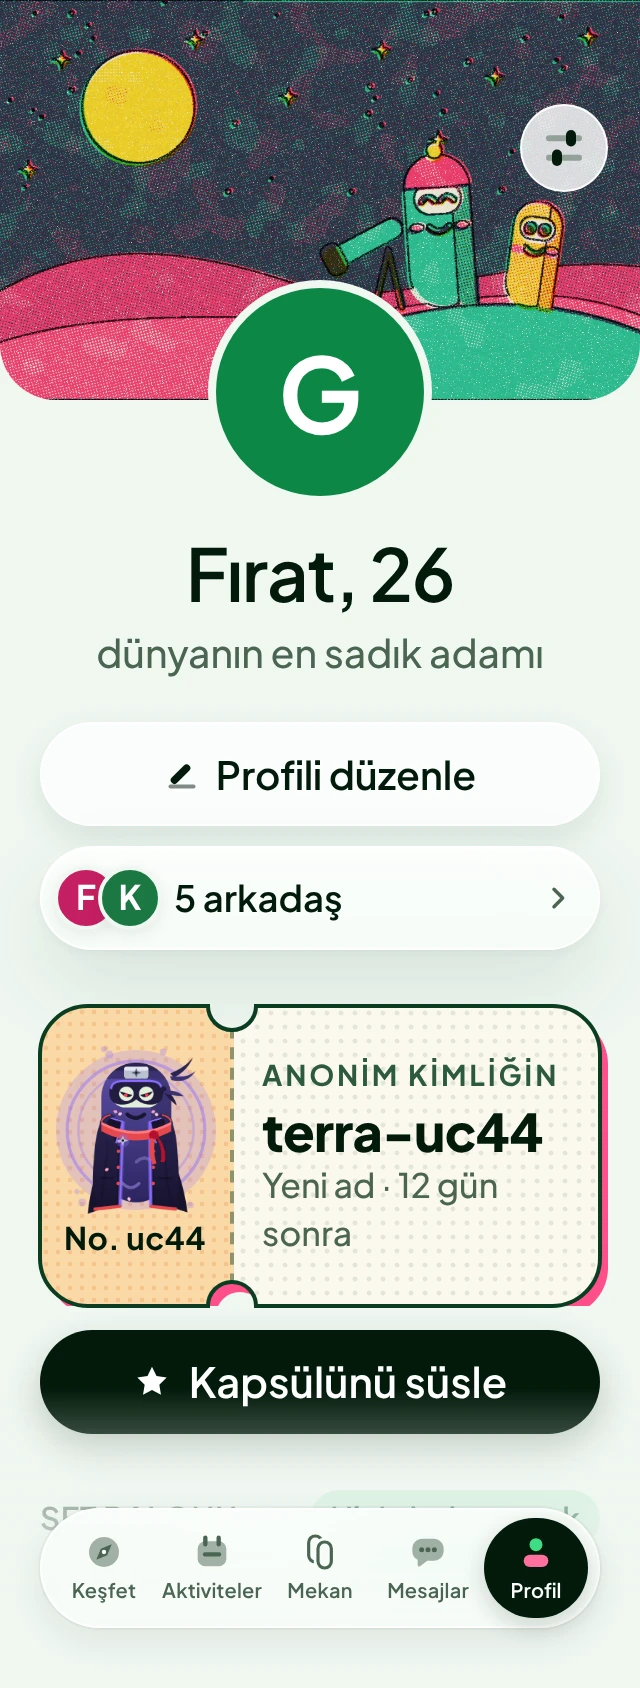 G
Fırat, 26
dünyanın en sadık adamı
Profili düzenle
F K 5 arkadaş
ANONİM KİMLİĞİN
terra-uc44
Yeni ad · 12 gün
sonra
No. uc44
Kapsülünü süsle
Keşfet Aktiviteler Mekan Mesajlar Profil